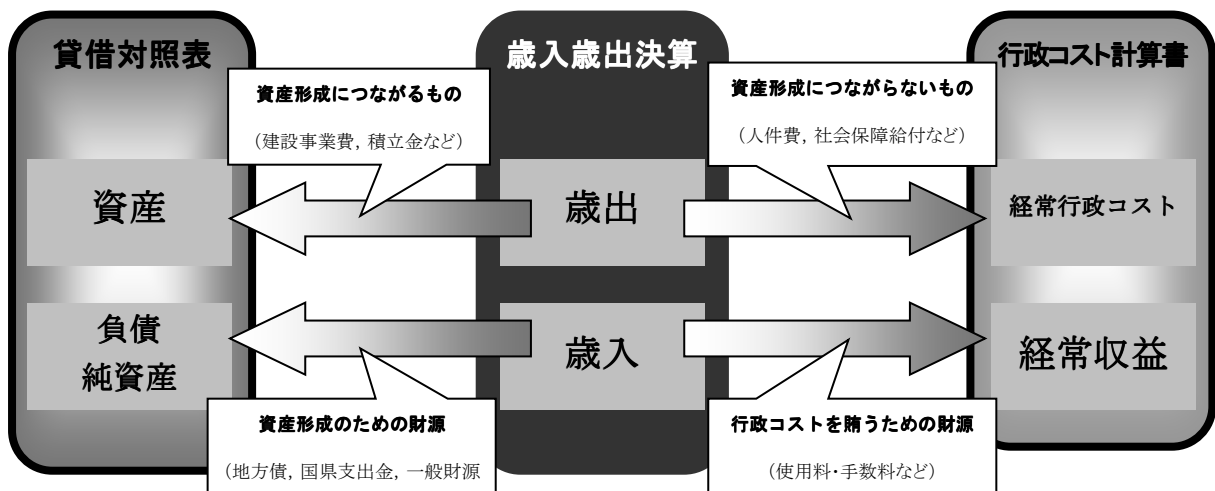 貸借対照表
歳入歳出決算
行政コスト計算書
資産形成につながるもの
(建設事業費, 積立金など)
資産形成につながらないもの
(人件費, 社会保障給付など)
資産
歳出
経常行政コスト
負債
純資産
歳入
経常収益
資産形成のための財源
(地方債, 国県支出金, 一般財源
行政コストを賄うための財源
(使用料・手数料など)